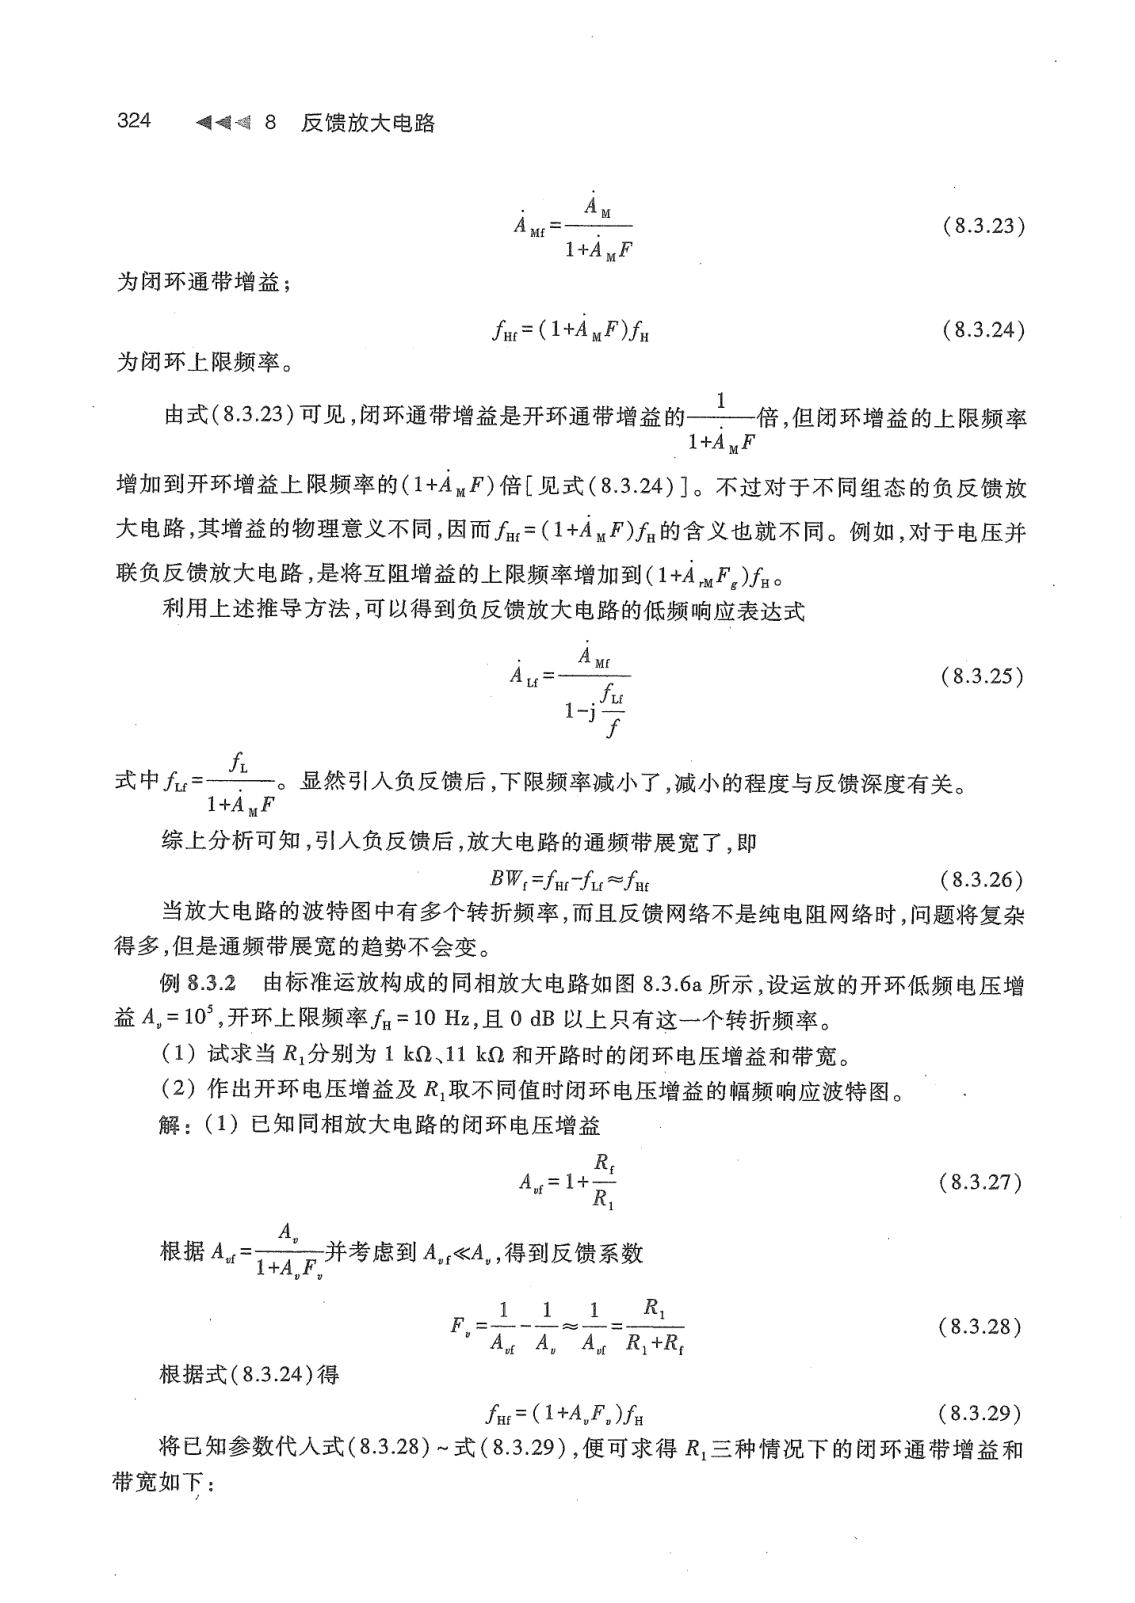 324 ◀◀◀ 8 反馈放大电路
Ȧ_Mf = Ȧ_M / (1+Ȧ_M F) (8.3.23)
为闭环通带增益；
f_Hf = (1+Ȧ_M F)f_H (8.3.24)
为闭环上限频率。
由式(8.3.23)可见,闭环通带增益是开环通带增益的 1/(1+Ȧ_M F) 倍,但闭环增益的上限频率
增加到开环增益上限频率的(1+Ȧ_M F)倍[见式(8.3.24)]。不过对于不同组态的负反馈放
大电路,其增益的物理意义不同,因而 f_Hf = (1+Ȧ_M F)f_H 的含义也就不同。例如,对于电压并
联负反馈放大电路,是将互阻增益的上限频率增加到(1+Ȧ_rM F_g)f_H。
利用上述推导方法,可以得到负反馈放大电路的低频响应表达式
Ȧ_Lf = Ȧ_Mf / (1-j f_Lf/f) (8.3.25)
式中 f_Lf = f_L / (1+Ȧ_M F)。显然引入负反馈后,下限频率减小了,减小的程度与反馈深度有关。
综上分析可知,引入负反馈后,放大电路的通频带展宽了,即
BW_f = f_Hf - f_Lf ≈ f_Hf (8.3.26)
当放大电路的波特图中有多个转折频率,而且反馈网络不是纯电阻网络时,问题将复杂
得多,但是通频带展宽的趋势不会变。
例 8.3.2 由标准运放构成的同相放大电路如图 8.3.6a 所示,设运放的开环低频电压增
益 A_v = 10⁵,开环上限频率 f_H = 10 Hz,且 0 dB 以上只有这一个转折频率。
(1) 试求当 R₁分别为 1 kΩ、11 kΩ 和开路时的闭环电压增益和带宽。
(2) 作出开环电压增益及 R₁取不同值时闭环电压增益的幅频响应波特图。
解：(1) 已知同相放大电路的闭环电压增益
A_vf = 1 + R_f/R₁ (8.3.27)
根据 A_vf = A_v / (1+A_v F_v) 并考虑到 A_vf≪A_v,得到反馈系数
F_v = 1/A_vf - 1/A_v ≈ 1/A_vf = R₁/(R₁+R_f) (8.3.28)
根据式(8.3.24)得
f_Hf = (1+A_v F_v)f_H (8.3.29)
将已知参数代入式(8.3.28)~式(8.3.29),便可求得 R₁三种情况下的闭环通带增益和
带宽如下：